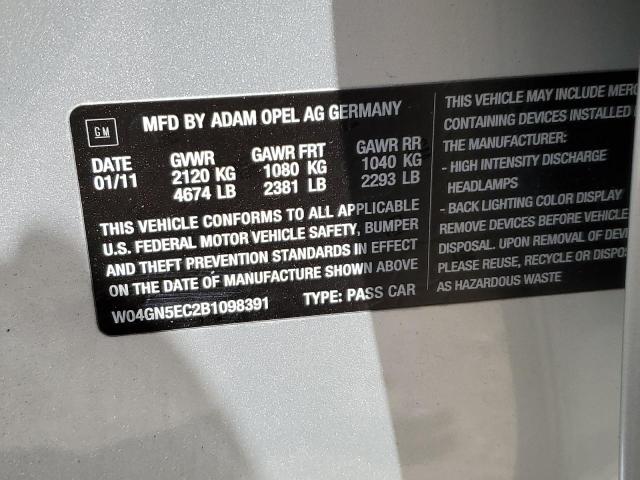 GM
MFD BY ADAM OPEL AG GERMANY
DATE GVWR GAWR FRT GAWR RR
01/11 2120 KG 1080 KG 1040 KG
4674 LB 2381 LB 2293 LB
THIS VEHICLE CONFORMS TO ALL APPLICABLE
U.S. FEDERAL MOTOR VEHICLE SAFETY, BUMPER
AND THEFT PREVENTION STANDARDS IN EFFECT
ON THE DATE OF MANUFACTURE SHOWN ABOVE
W04GN5EC2B1098391 TYPE: PASS CAR
THIS VEHICLE MAY INCLUDE MERC
CONTAINING DEVICES INSTALLED
THE MANUFACTURER:
- HIGH INTENSITY DISCHARGE
HEADLAMPS
- BACK LIGHTING COLOR DISPLAY
REMOVE DEVICES BEFORE VEHICLE
DISPOSAL. UPON REMOVAL OF DEVI
PLEASE REUSE, RECYCLE OR DISPOS
AS HAZARDOUS WASTE